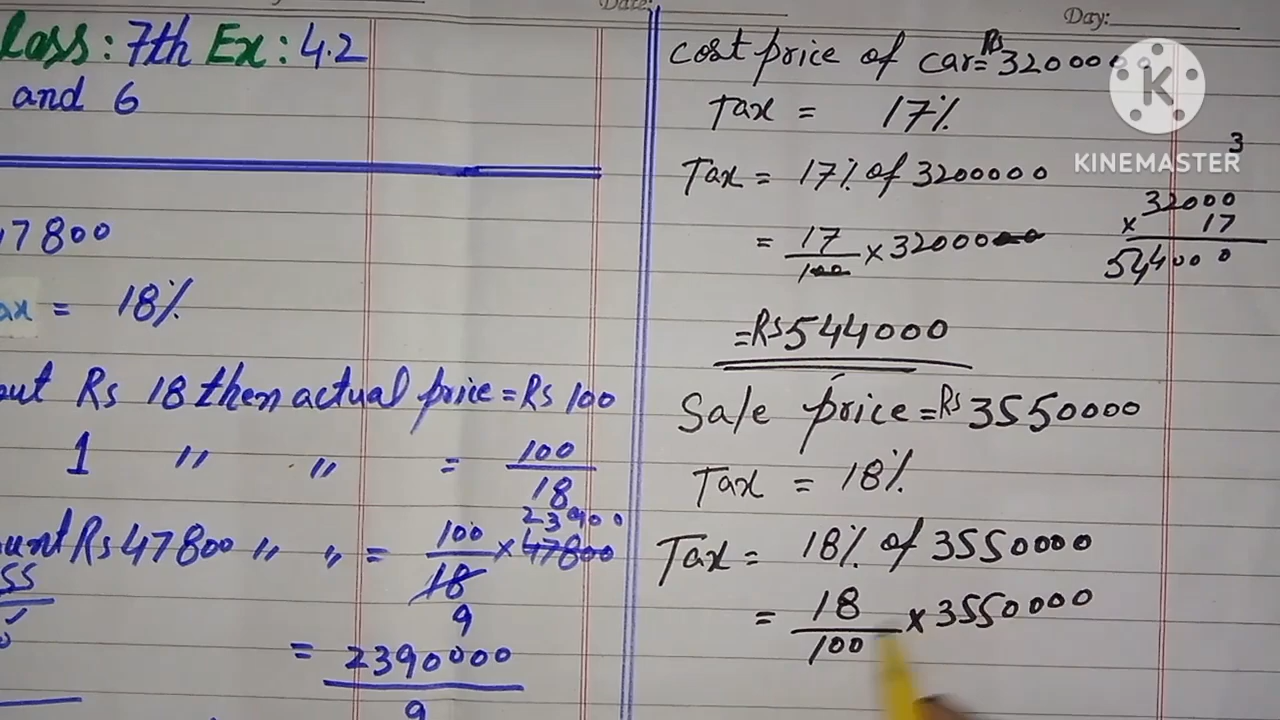 Date:
Day:
lass: 7th Ex: 4.2
and 6
47800
ax = 18%
out Rs 18 then actual price = Rs 100
1 " " = 100/18
unt Rs 47800 " " = 100/18 × 47800
23900
9
= 2390000/9
cost price of car = Rs 3200000
Tax = 17%
Tax = 17% of 3200000
= 17/100 × 3200000
= Rs 544000
3
32000
× 17
544000
Sale price = Rs 3550000
Tax = 18%
Tax = 18% of 3550000
= 18/100 × 3550000
K
KINEMASTER